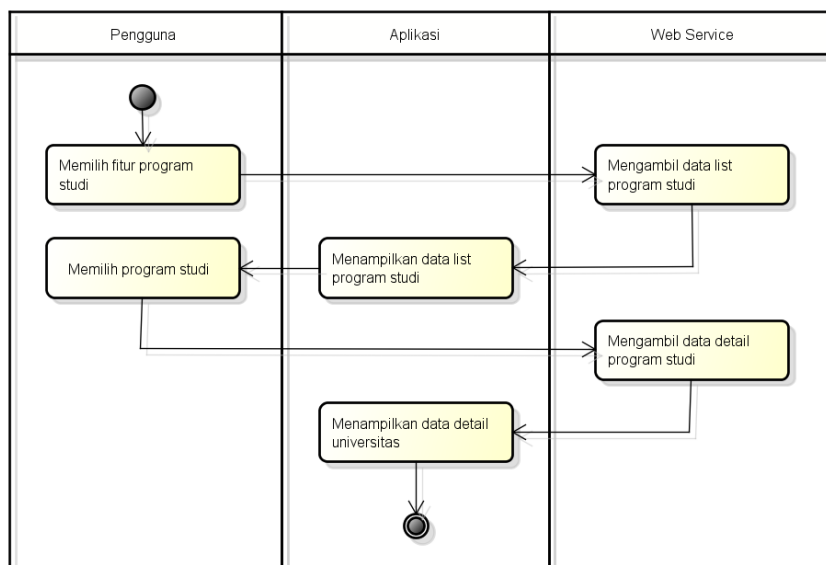 Pengguna
Aplikasi
Web Service
Memilih fitur program
studi
Mengambil data list
program studi
Memilih program studi
Menampilkan data list
program studi
Mengambil data detail
program studi
Menampilkan data detail
universitas